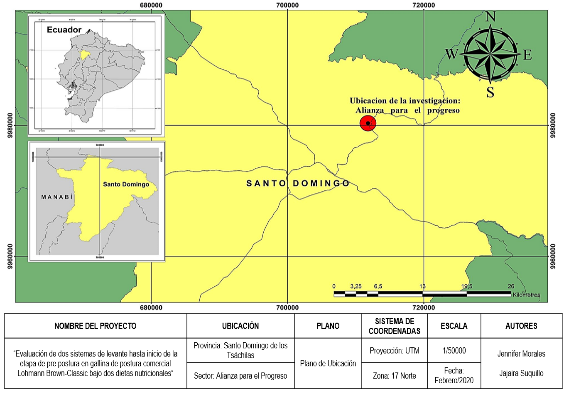 680000
700000
720000
Ecuador
N
W
E
S
Ubicacion de la investigacion:
Alianza para el progreso
9980000
9980000
SANTO DOMINGO
Santo Domingo
MANABÍ
9960000
9960000
0 3,25 6,5 13 19,5 26
Kilometros
680000
700000
720000
NOMBRE DEL PROYECTO
UBICACIÓN
PLANO
SISTEMA DE
COORDENADAS
ESCALA
AUTORES
"Evaluación de dos sistemas de levante hasta inicio de la
etapa de pre postura en gallina de postura comercial
Lohmann Brown-Classic bajo dos dietas nutricionales"
Provincia: Santo Domingo de los
Tsáchilas
Sector: Alianza para el Progreso
Plano de Ubicación
Proyección: UTM
Zona: 17 Norte
1/50000
Fecha:
Febrero/2020
Jennifer Morales
Jajaira Suquillo